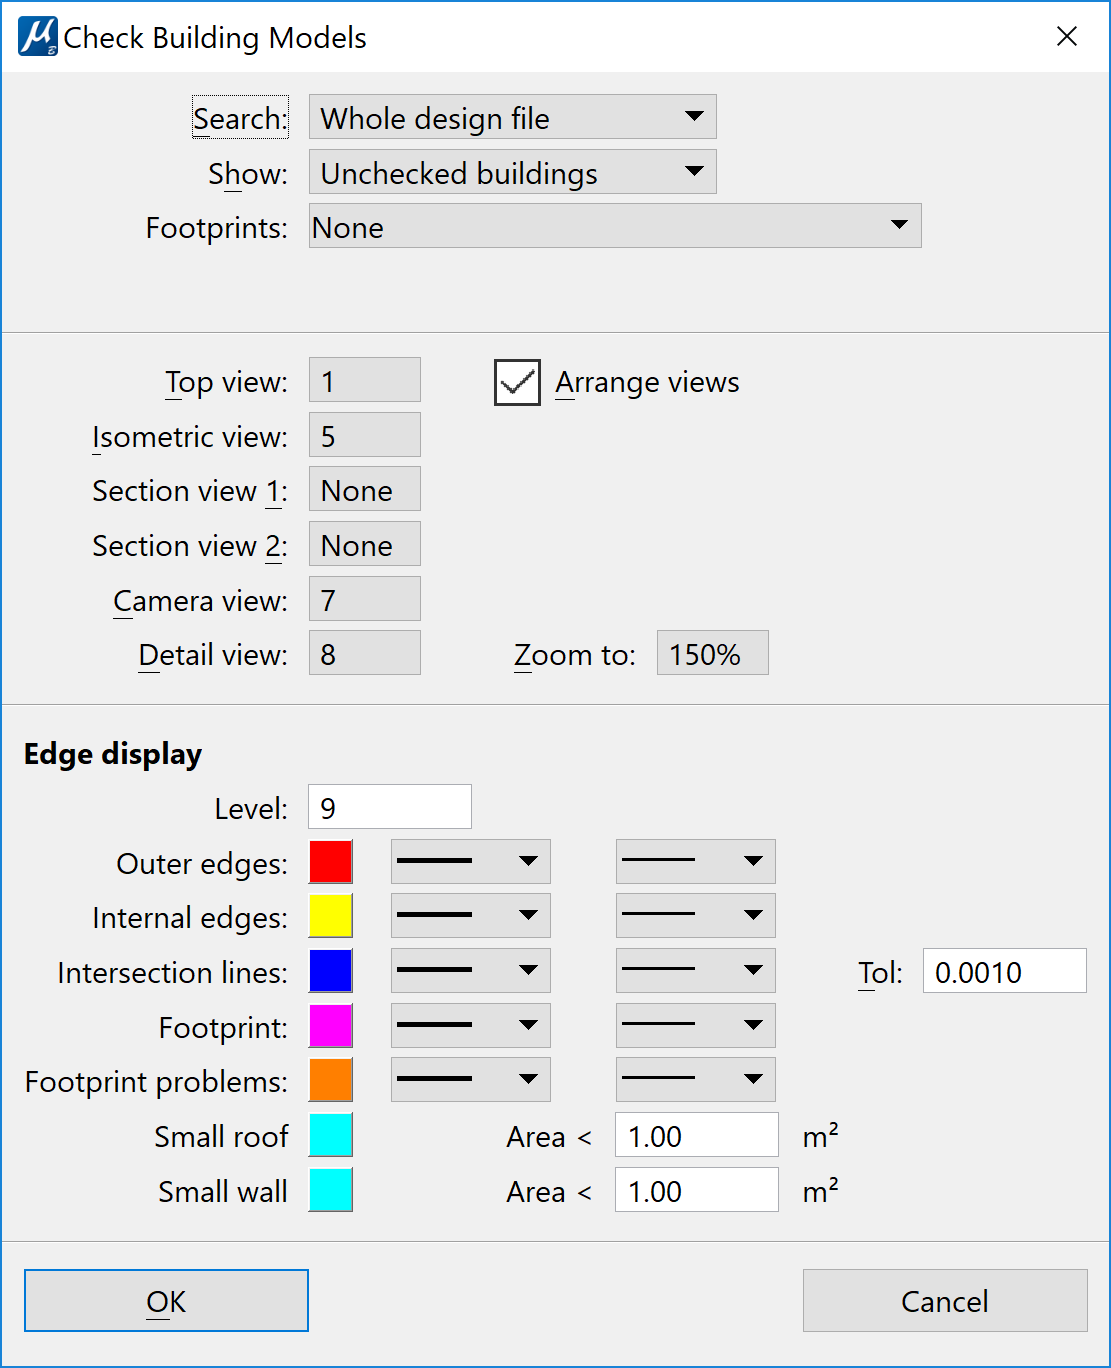 Check Building Models
Search: Whole design file
Show: Unchecked buildings
Footprints: None
Top view: 1 Arrange views
Isometric view: 5
Section view 1: None
Section view 2: None
Camera view: 7
Detail view: 8 Zoom to: 150%
Edge display
Level: 9
Outer edges:
Internal edges:
Intersection lines: Tol: 0.0010
Footprint:
Footprint problems:
Small roof Area < 1.00 m²
Small wall Area < 1.00 m²
OK Cancel